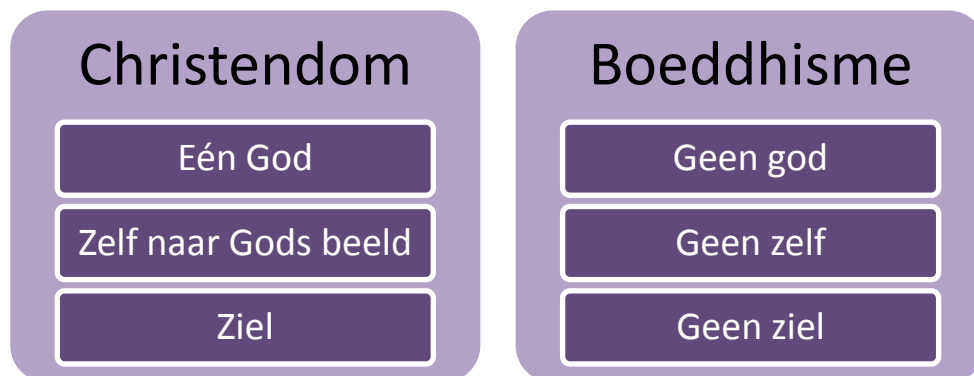 Christendom
Eén God
Zelf naar Gods beeld
Ziel
Boeddhisme
Geen god
Geen zelf
Geen ziel